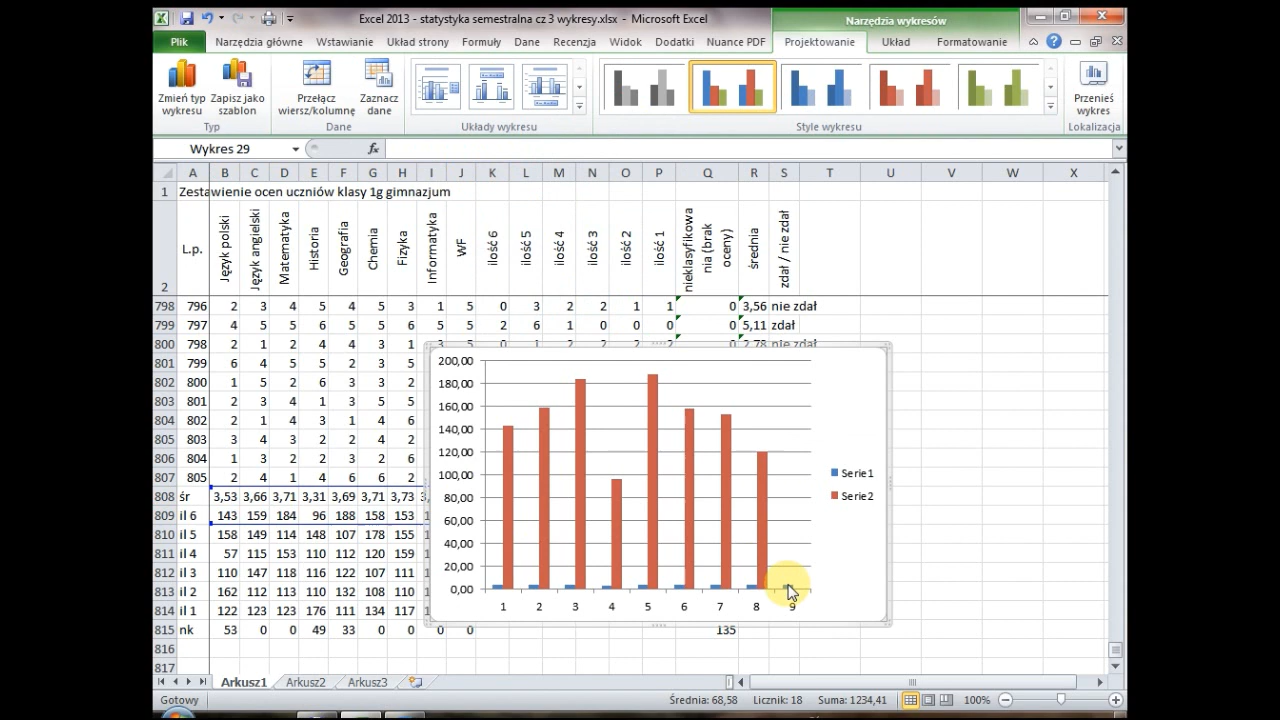 Excel 2013 - statystyka semestralna cz 3 wykresy.xlsx - Microsoft Excel
Narzędzia wykresów
Plik Narzędzia główne Wstawianie Układ strony Formuły Dane Recenzja Widok Dodatki Nuance PDF Projektowanie Układ Formatowanie
Zmień typ wykresu
Zapisz jako szablon
Przełącz wiersz/kolumnę
Zaznacz dane
Przenieś wykres
Typ Dane Układy wykresu Style wykresu Lokalizacja
Wykres 29 fx
A B C D E F G H I J K L M N O P Q R S T U V W X
1 Zestawienie ocen uczniów klasy 1g gimnazjum
2 L.p. Język polski Język angielski Matematyka Historia Geografia Chemia Fizyka Informatyka WF ilość 6 ilość 5 ilość 4 ilość 3 ilość 2 ilość 1 nieklasyfikowania (brak oceny) średnia zdał / nie zdał
798 796 2 3 4 5 4 5 3 1 5 0 3 2 2 1 1 0 3,56 nie zdał
799 797 4 5 5 6 5 5 6 5 5 2 6 1 0 0 0 0 5,11 zdał
800 798 2 1 2 4 4 3 1 3 5 0 1 2 2 2 2 0 2,78 nie zdał
801 799 6 4 5 5 2 3 5
802 800 1 5 2 6 3 3 2
803 801 2 3 4 1 3 5 5
804 802 2 1 4 3 1 4 6
805 803 3 4 3 2 2 4 2
806 804 1 3 2 2 3 2 6
807 805 2 4 1 4 6 6 2
808 śr 3,53 3,66 3,71 3,31 3,69 3,71 3,73
809 il 6 143 159 184 96 188 158 153
810 il 5 158 149 114 148 107 178 155
811 il 4 57 115 153 110 112 120 159
812 il 3 110 147 118 116 122 107 111
813 il 2 162 112 113 110 132 108 110
814 il 1 122 123 123 176 111 134 117
815 nk 53 0 0 49 33 0 0 0 0 135
816
817
200,00
180,00
160,00
140,00
120,00
100,00
80,00
60,00
40,00
20,00
0,00
1 2 3 4 5 6 7 8 9
Serie1
Serie2
Arkusz1 Arkusz2 Arkusz3
Gotowy Średnia: 68,58 Licznik: 18 Suma: 1234,41 100%